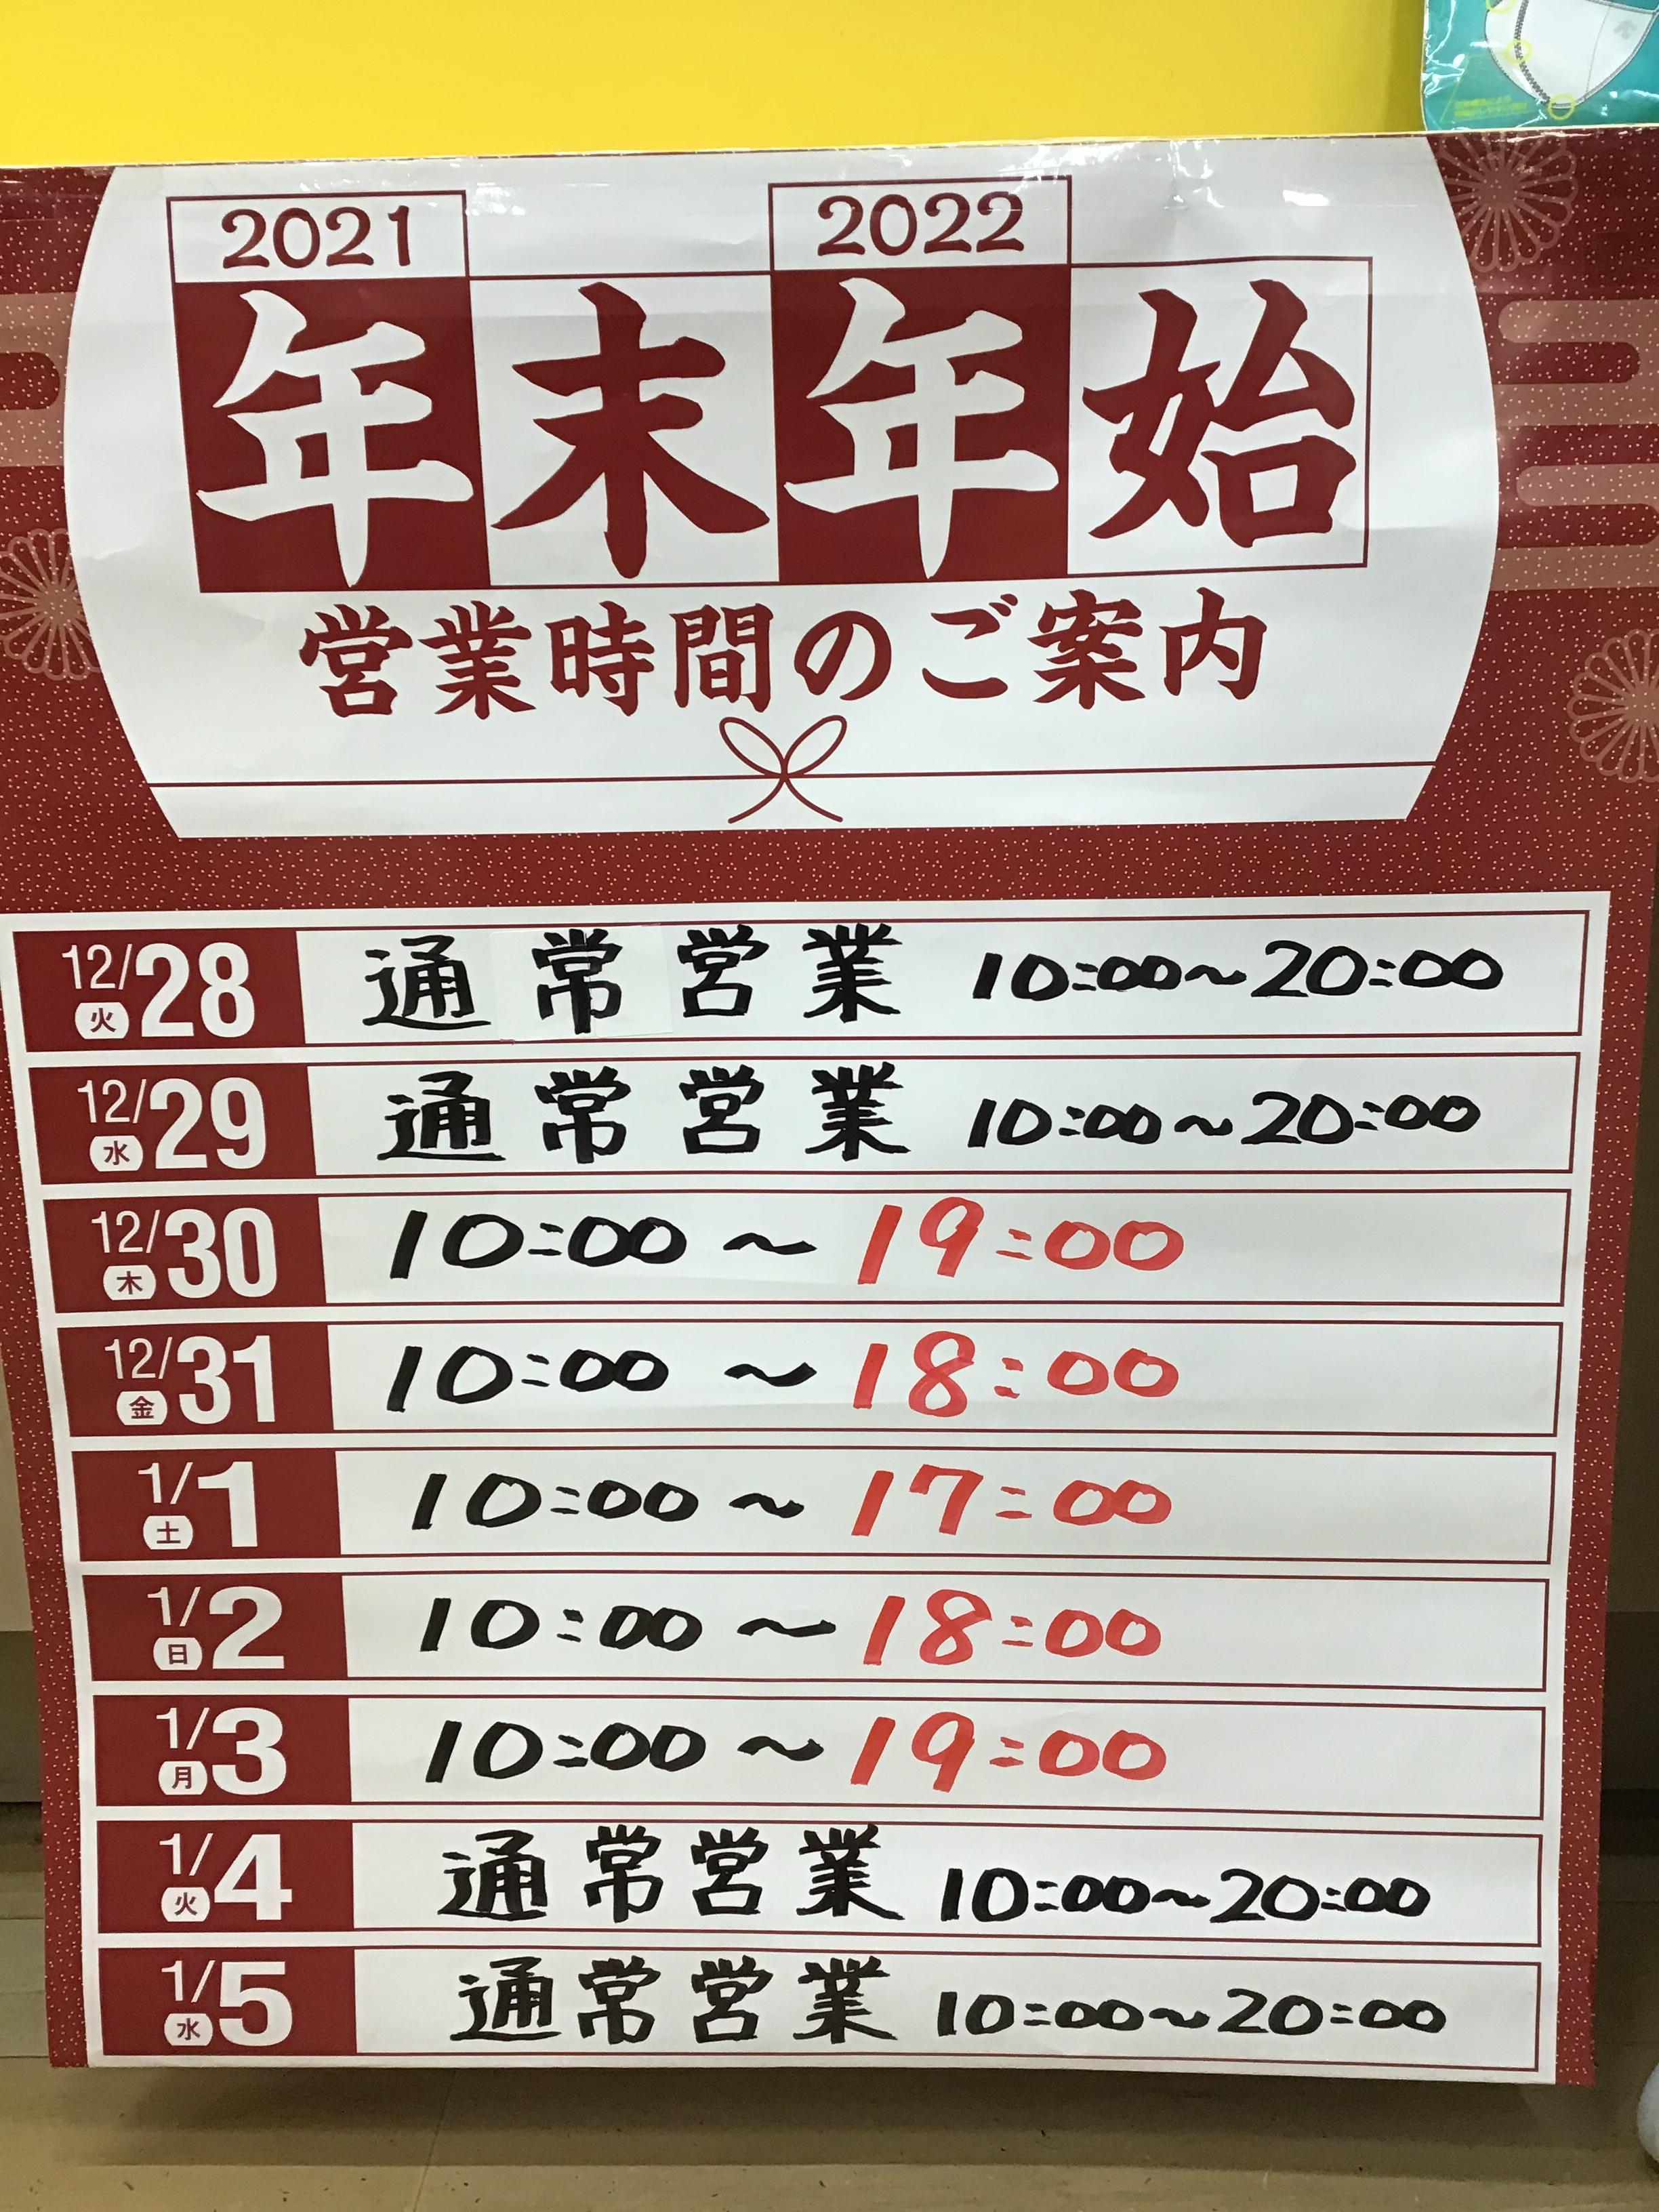 2021 2022
年末年始
営業時間のご案内
12/28 火 通常営業 10:00~20:00
12/29 水 通常営業 10:00~20:00
12/30 木 10:00~19:00
12/31 金 10:00~18:00
1/1 土 10:00~17:00
1/2 日 10:00~18:00
1/3 月 10:00~19:00
1/4 火 通常営業 10:00~20:00
1/5 水 通常営業 10:00~20:00